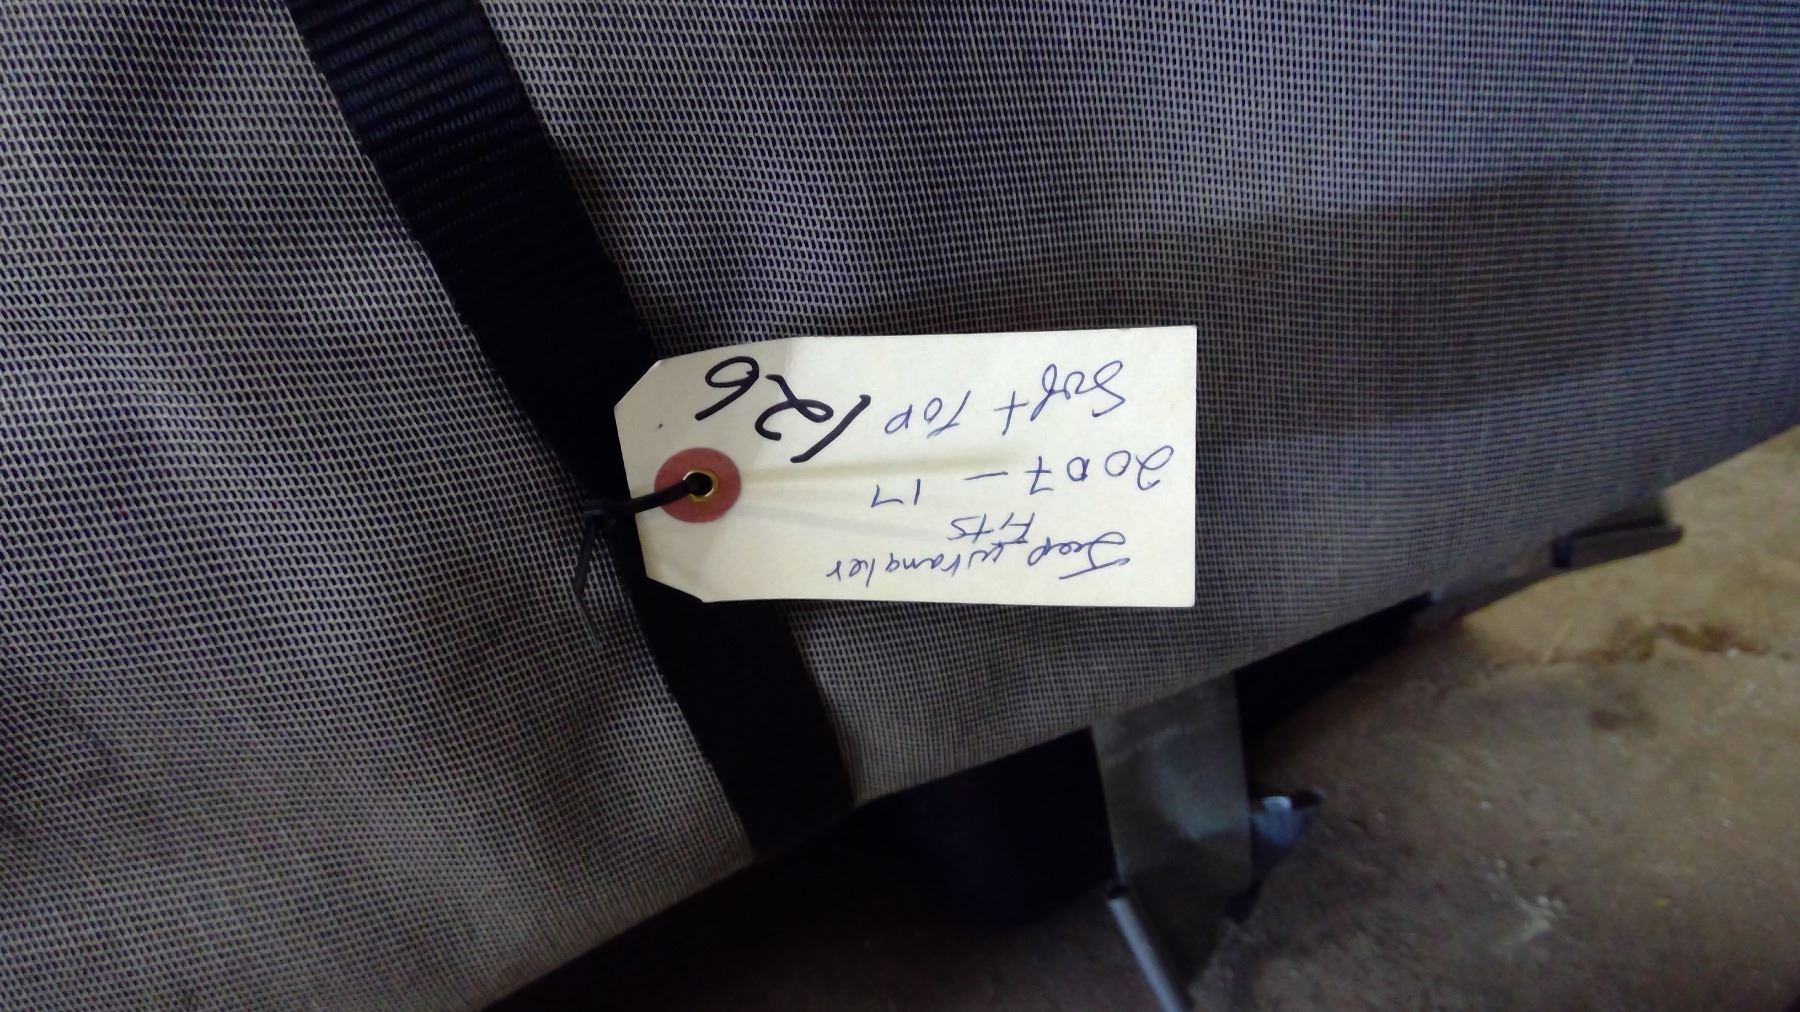 Jeep Wrangler
Fits
2007 - 17
Soft Top
126